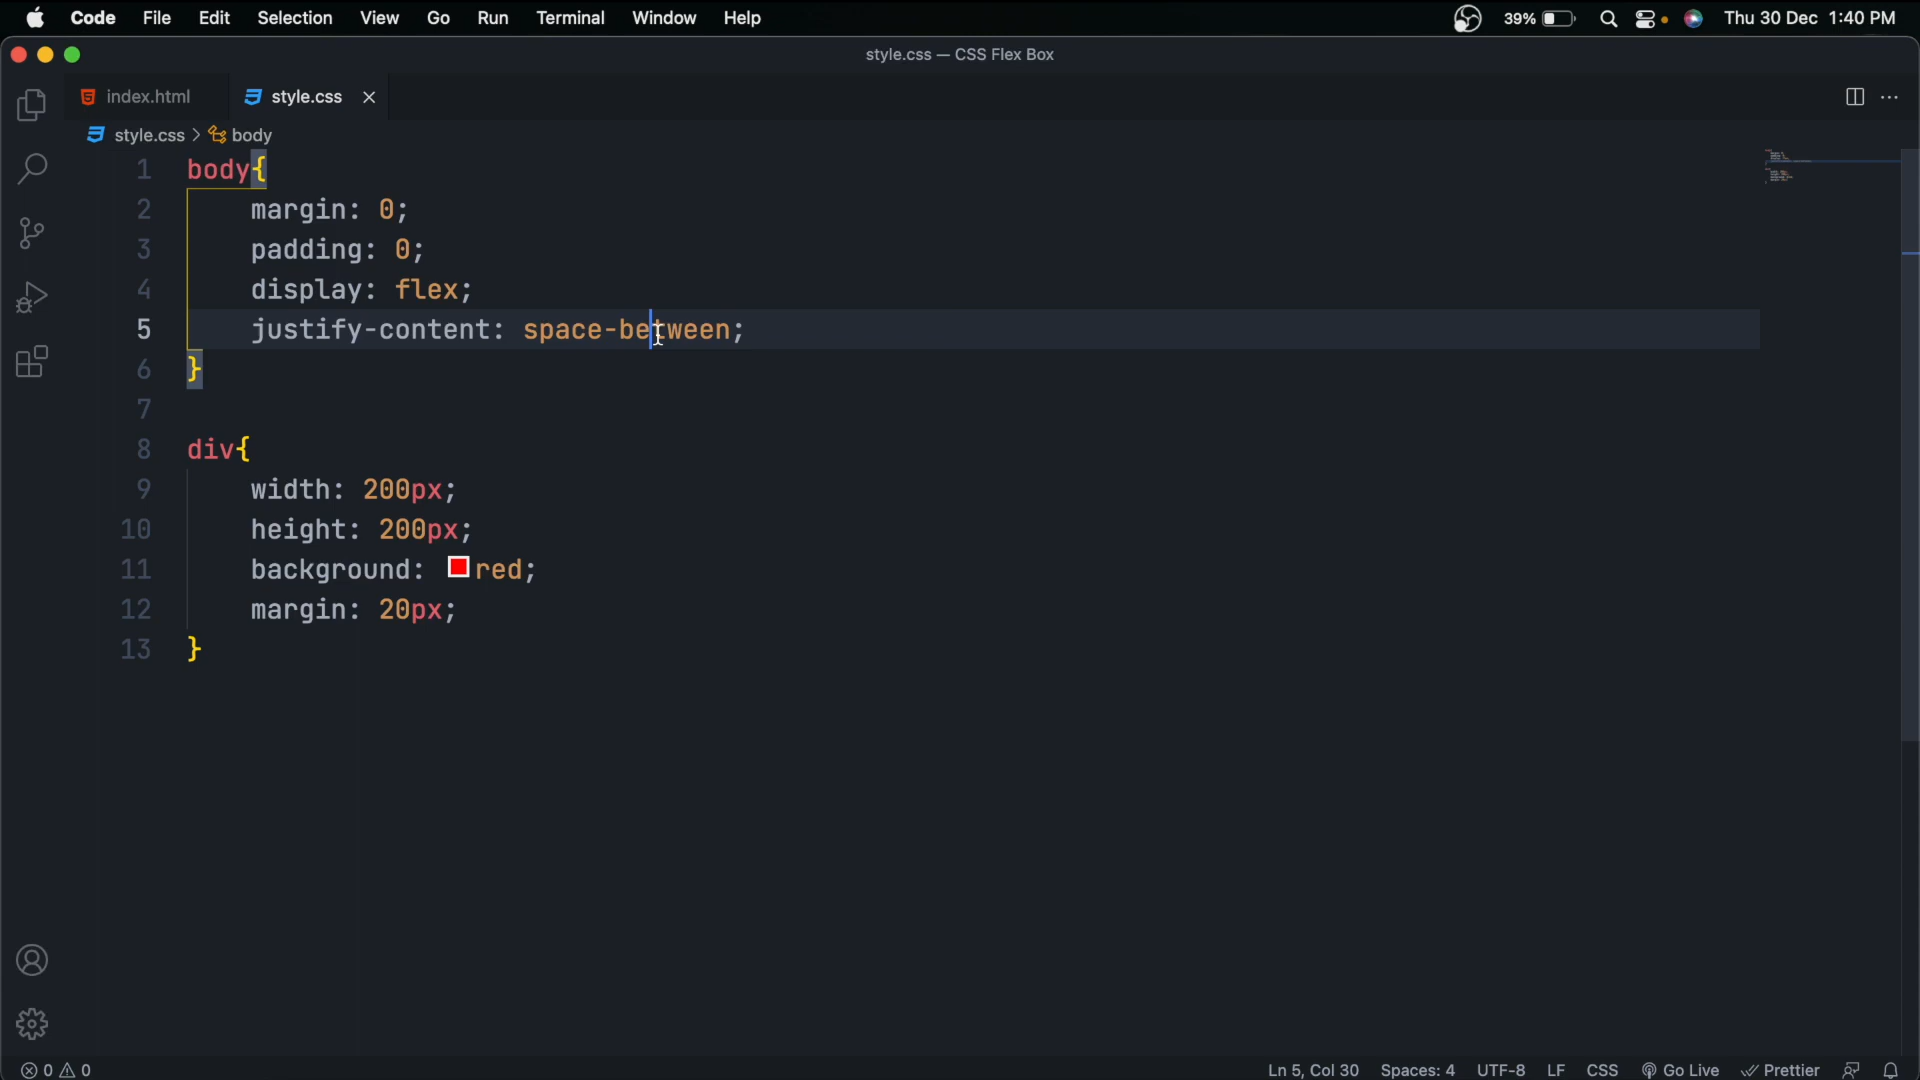 Code File Edit Selection View Go Run Terminal Window Help 39% Thu 30 Dec 1:40 PM
style.css — CSS Flex Box
index.html style.css
style.css > body
1 body{
2 margin: 0;
3 padding: 0;
4 display: flex;
5 justify-content: space-between;
6 }
7
8 div{
9 width: 200px;
10 height: 200px;
11 background: red;
12 margin: 20px;
13 }
0 0 Ln 5, Col 30 Spaces: 4 UTF-8 LF CSS Go Live Prettier